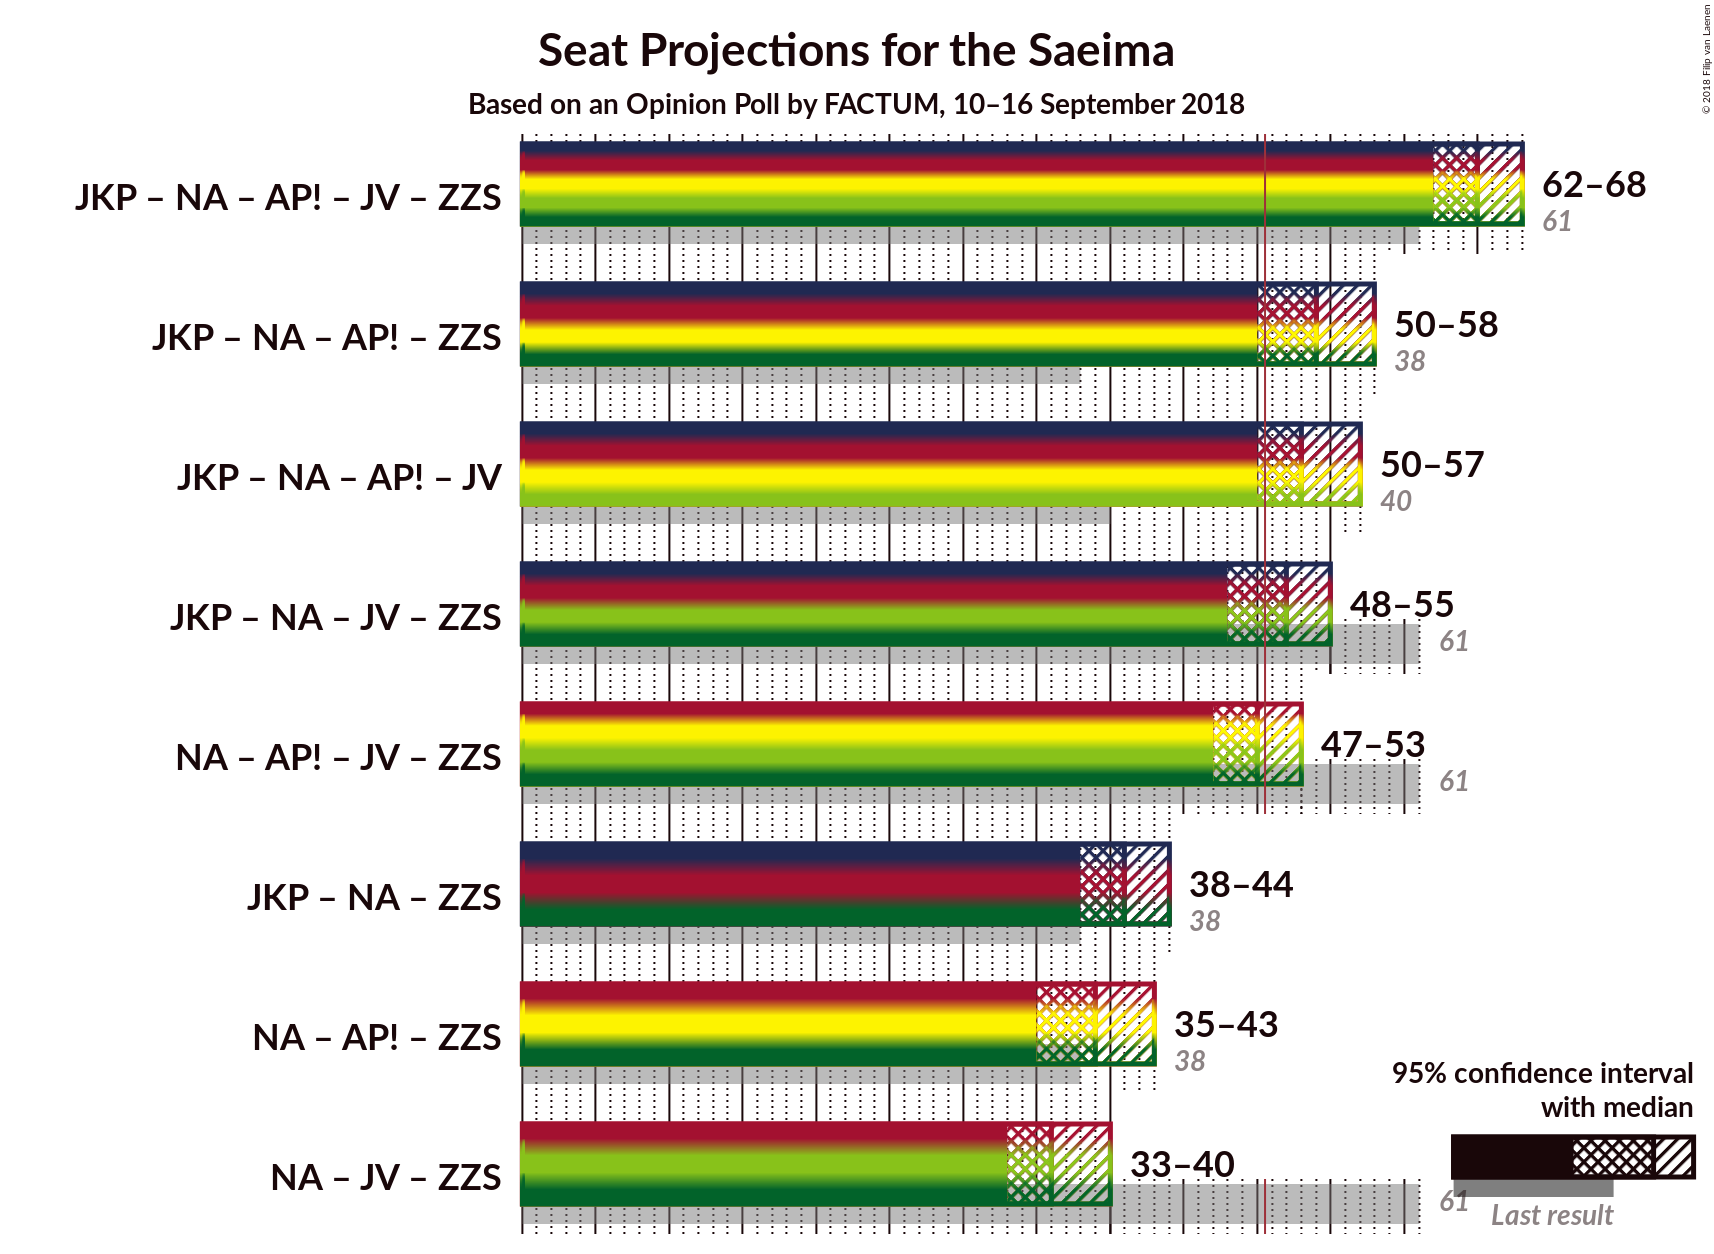 Seat Projections for the Saeima
Based on an Opinion Poll by FACTUM, 10–16 September 2018
© 2018 Filip van Laenen
JKP – NA – AP! – JV – ZZS
62–68
61
JKP – NA – AP! – ZZS
50–58
38
JKP – NA – AP! – JV
50–57
40
JKP – NA – JV – ZZS
48–55
61
NA – AP! – JV – ZZS
47–53
61
JKP – NA – ZZS
38–44
38
NA – AP! – ZZS
35–43
38
NA – JV – ZZS
33–40
61
95% confidence interval
with median
Last result